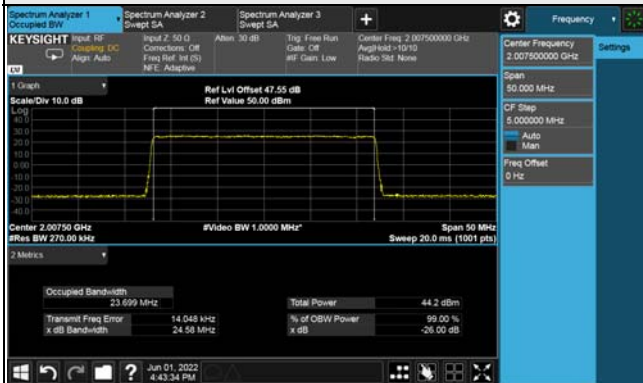 Spectrum Analyzer 1
Occupied BW
Spectrum Analyzer 2
Swept SA
Spectrum Analyzer 3
Swept SA
Frequency
KEYSIGHT
Input: RF
Coupling: DC
Align: Auto
Input Z: 50 Ω
Corrections: Off
Freq Ref: Int (S)
NFE: Adaptive
Atten: 30 dB
Trig: Free Run
Gate: Off
#IF Gain: Low
Center Freq: 2.007500000 GHz
Avg|Hold:>10/10
Radio Std: None
Center Frequency
2.007500000 GHz
Settings
Span
50.000 MHz
CF Step
5.000000 MHz
Auto
Man
Freq Offset
0 Hz
1 Graph
Scale/Div 10.0 dB
Ref Lvl Offset 47.55 dB
Ref Value 50.00 dBm
Log
40.0
30.0
20.0
10.0
0.00
-10.0
-20.0
-30.0
-40.0
Center 2.00750 GHz
#Res BW 270.00 kHz
#Video BW 1.0000 MHz*
Span 50 MHz
Sweep 20.0 ms (1001 pts)
2 Metrics
Occupied Bandwidth
23.699 MHz
Total Power
44.2 dBm
Transmit Freq Error
14.048 kHz
% of OBW Power
99.00 %
x dB Bandwidth
24.58 MHz
x dB
-26.00 dB
?
Jun 01, 2022
4:43:34 PM